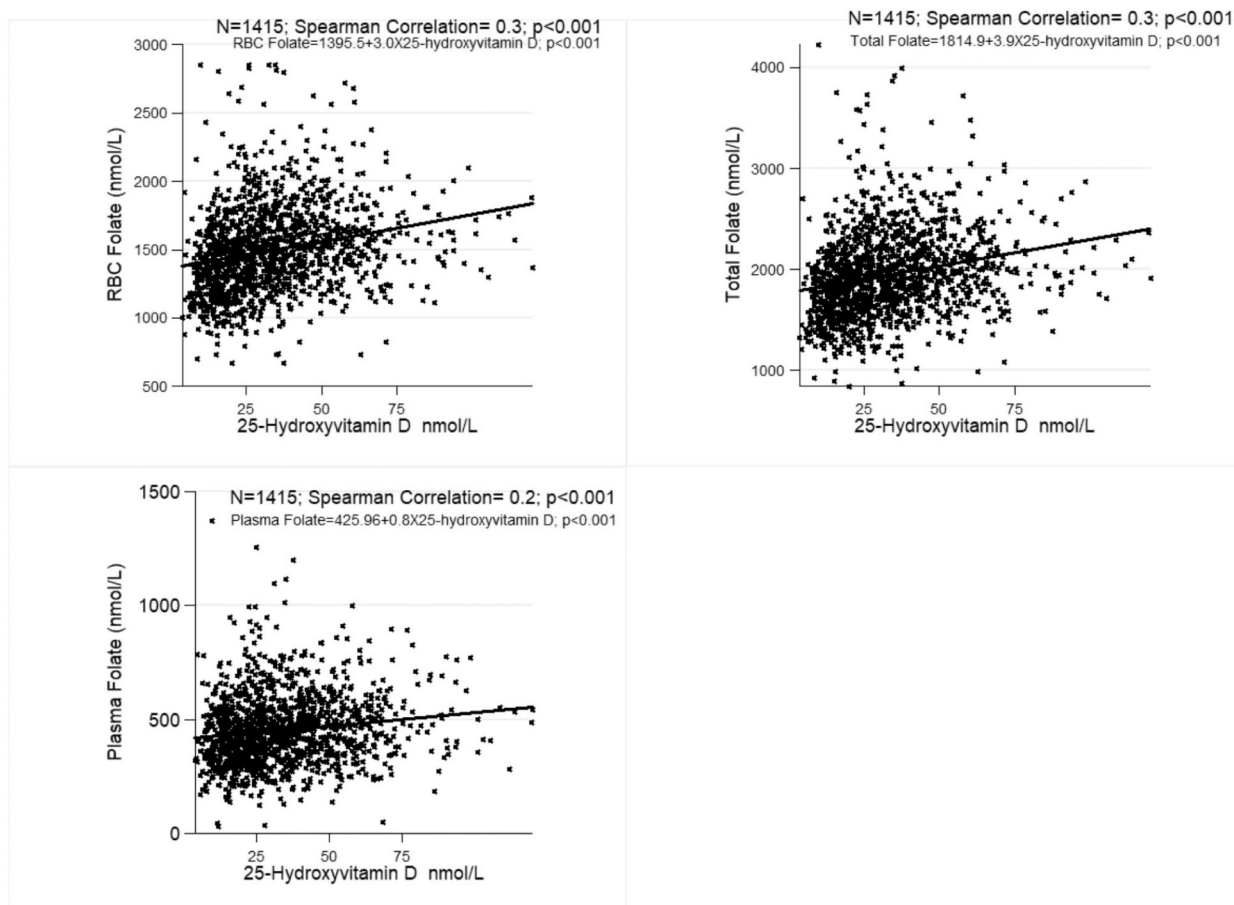 N=1415; Spearman Correlation= 0.3; p<0.001
RBC Folate=1395.5+3.0X25-hydroxyvitamin D; p<0.001
3000
2500
2000
1500
1000
500
RBC Folate (nmol/L)
25 50 75
25-Hydroxyvitamin D nmol/L
N=1415; Spearman Correlation= 0.3; p<0.001
Total Folate=1814.9+3.9X25-hydroxyvitamin D; p<0.001
4000
3000
2000
1000
Total Folate (nmol/L)
25 50 75
25-Hydroxyvitamin D nmol/L
N=1415; Spearman Correlation= 0.2; p<0.001
Plasma Folate=425.96+0.8X25-hydroxyvitamin D; p<0.001
1500
1000
500
0
Plasma Folate (nmol/L)
25 50 75
25-Hydroxyvitamin D nmol/L